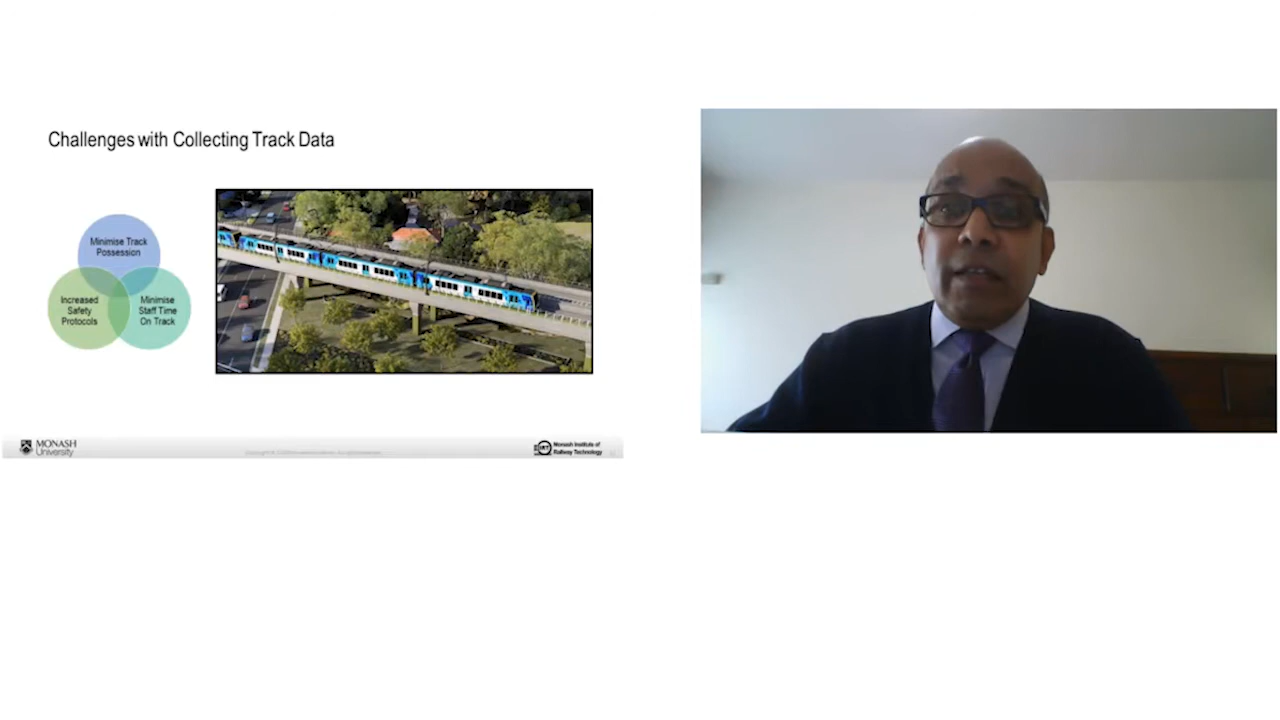 Challenges with Collecting Track Data
Minimise Track
Possession
Increased
Safety
Protocols
Minimise
Staff Time
On Track
MONASH
University
Monash Institute of
Railway Technology